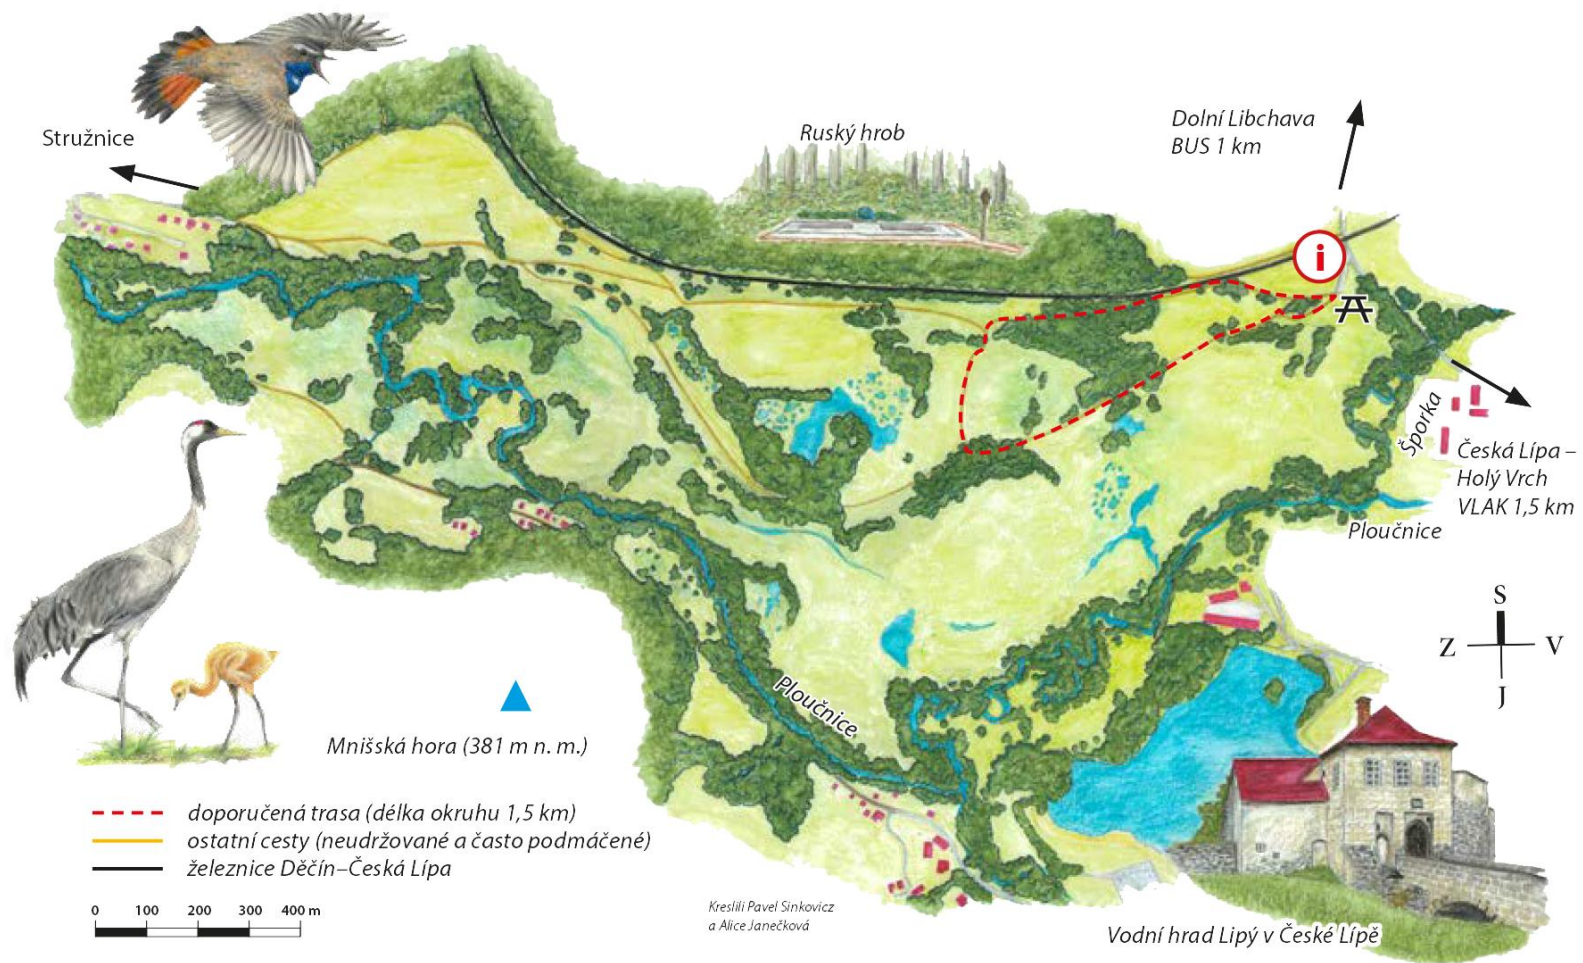 Stružnice
Ruský hrob
Dolní Libchava
BUS 1 km
i
Šporka
Česká Lípa –
Holý Vrch
VLAK 1,5 km
Ploučnice
S
Z V
J
Ploučnice
Mnišská hora (381 m n. m.)
doporučená trasa (délka okruhu 1,5 km)
ostatní cesty (neudržované a často podmáčené)
železnice Děčín–Česká Lípa
0 100 200 300 400 m
Kreslili Pavel Sinkovicz
a Alice Janečková
Vodní hrad Lipý v České Lípě